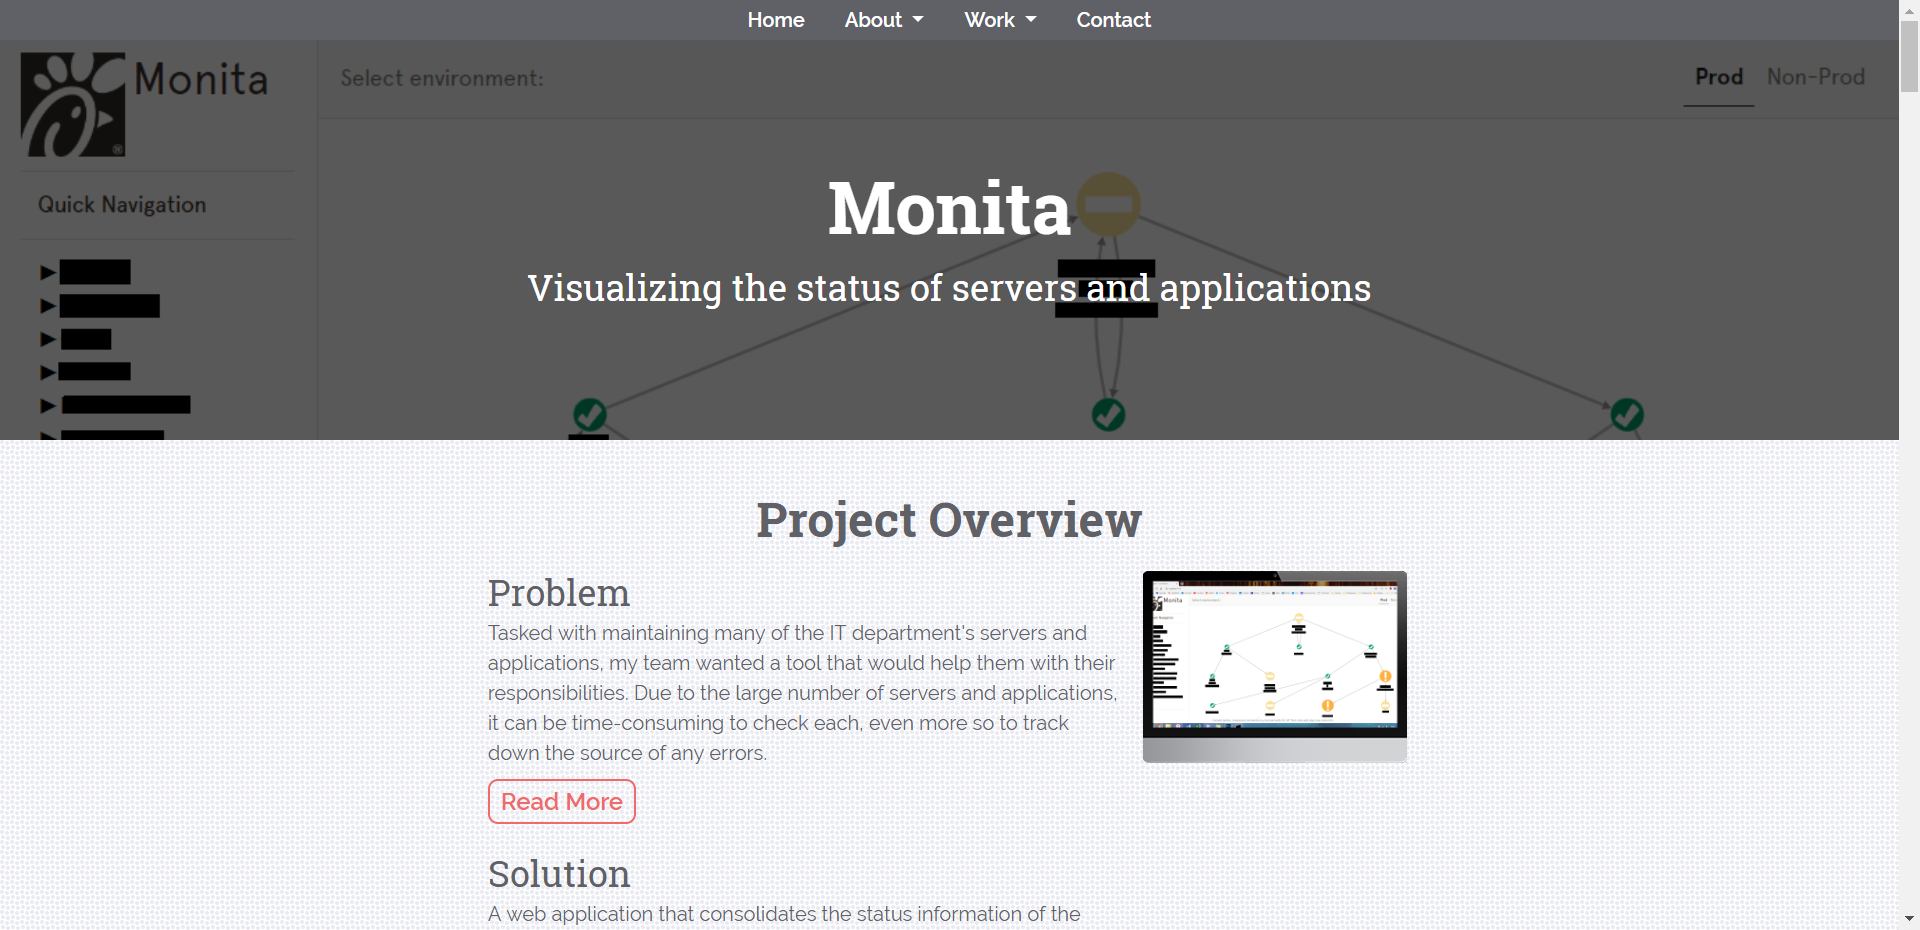 Home About Work Contact
Monita
Select environment:
Prod Non-Prod
Quick Navigation
Monita
Visualizing the status of servers and applications
Project Overview
Problem
Tasked with maintaining many of the IT department's servers and
applications, my team wanted a tool that would help them with their
responsibilities. Due to the large number of servers and applications,
it can be time-consuming to check each, even more so to track
down the source of any errors.
Read More
Monita
Solution
A web application that consolidates the status information of the